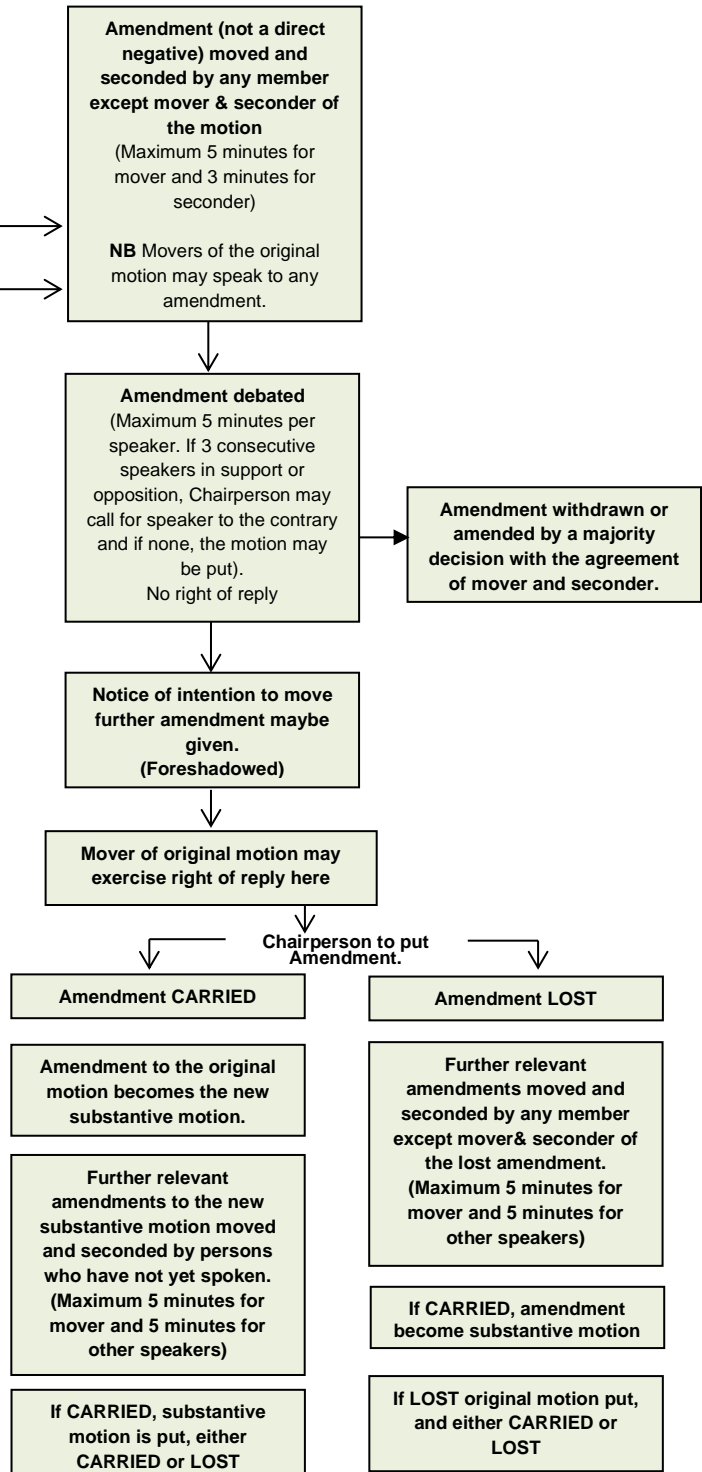 Amendment (not a direct
negative) moved and
seconded by any member
except mover & seconder of
the motion
(Maximum 5 minutes for
mover and 3 minutes for
seconder)
NB Movers of the original
motion may speak to any
amendment.
Amendment debated
(Maximum 5 minutes per
speaker. If 3 consecutive
speakers in support or
opposition, Chairperson may
call for speaker to the contrary
and if none, the motion may
be put).
No right of reply
Amendment withdrawn or
amended by a majority
decision with the agreement
of mover and seconder.
Notice of intention to move
further amendment maybe
given.
(Foreshadowed)
Mover of original motion may
exercise right of reply here
Chairperson to put
Amendment.
Amendment CARRIED
Amendment to the original
motion becomes the new
substantive motion.
Further relevant
amendments to the new
substantive motion moved
and seconded by persons
who have not yet spoken.
(Maximum 5 minutes for
mover and 5 minutes for
other speakers)
If CARRIED, substantive
motion is put, either
CARRIED or LOST
Amendment LOST
Further relevant
amendments moved and
seconded by any member
except mover& seconder of
the lost amendment.
(Maximum 5 minutes for
mover and 5 minutes for
other speakers)
If CARRIED, amendment
become substantive motion
If LOST original motion put,
and either CARRIED or
LOST